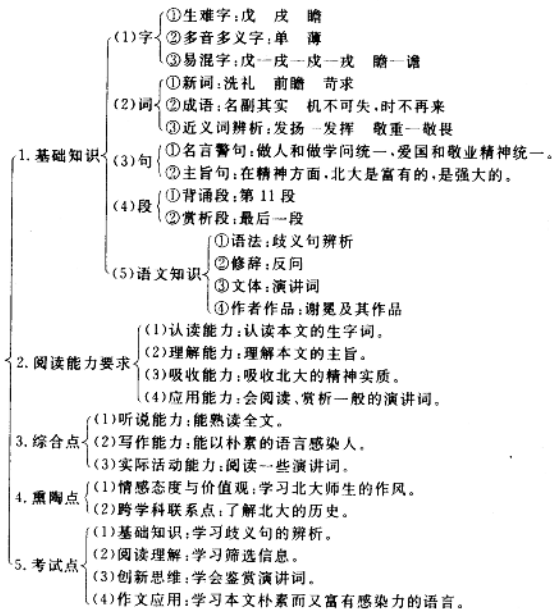 ①生难字:戊 戌 瞻
(1)字 ②多音多义字:单 薄
③易混字:戊一戌一戍一戎 瞻一谵
①新词:洗礼 前瞻 苛求
(2)词 ②成语:名副其实 机不可失,时不再来
③近义词辨析:发扬一发挥 敬重一敬畏
1.基础知识 (3)句 ①名言警句:做人和做学问统一、爱国和敬业精神统一。
②主旨句:在精神方面,北大是富有的,是强大的。
(4)段 ①背诵段:第11段
②赏析段:最后一段
①语法:歧义句辨析
②修辞:反问
(5)语文知识 ③文体:演讲词
④作者作品:谢冕及其作品
(1)认读能力:认读本文的生字词。
2.阅读能力要求 (2)理解能力:理解本文的主旨。
(3)吸收能力:吸收北大的精神实质。
(4)应用能力:会阅读、赏析一般的演讲词。
(1)听说能力:能熟读全文。
3.综合点 (2)写作能力:能以朴素的语言感染人。
(3)实际活动能力:阅读一些演讲词。
4.熏陶点 (1)情感态度与价值观:学习北大师生的作风。
(2)跨学科联系点:了解北大的历史。
(1)基础知识:学习歧义句的辨析。
5.考试点 (2)阅读理解:学习筛选信息。
(3)创新思维:学会鉴赏演讲词。
(4)作文应用:学习本文朴素而又富有感染力的语言。